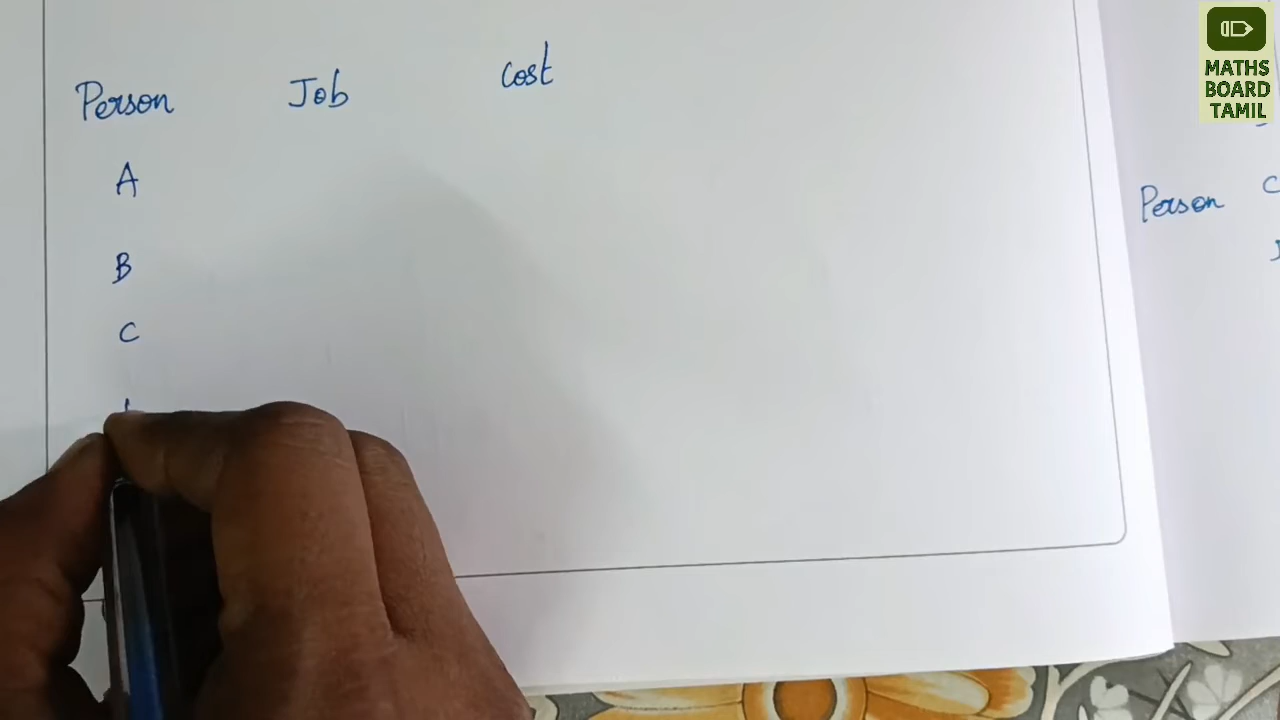 Person Job Cost
A
B
C
MATHS
BOARD
TAMIL
Person C